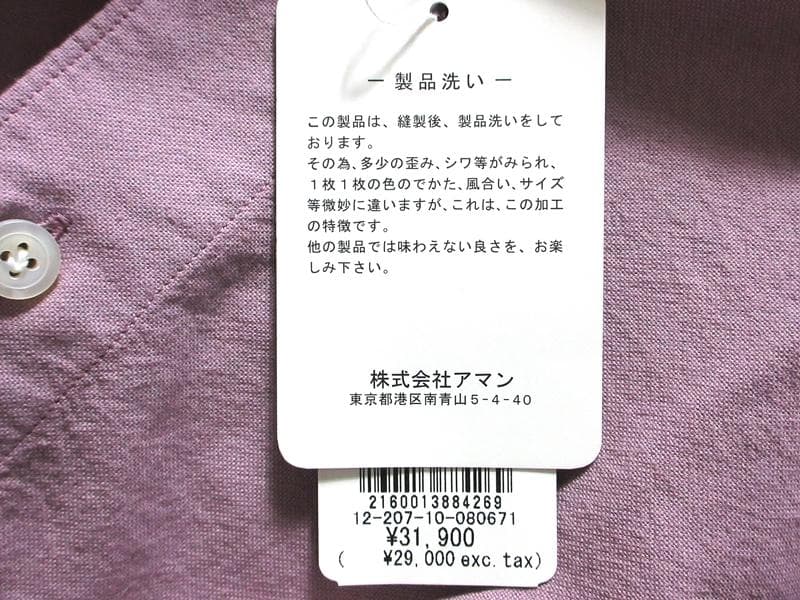 ― 製品洗い ―
この製品は、縫製後、製品洗いをして
おります。
その為、多少の歪み、シワ等がみられ、
１枚１枚の色のでかた、風合い、サイズ
等微妙に違いますが、これは、この加工
の特徴です。
他の製品では味わえない良さを、お楽
しみ下さい。
株式会社アマン
東京都港区南青山５-４-４０
2160013884269
12-207-10-080671
¥31,900
( ¥29,000 exc. tax)